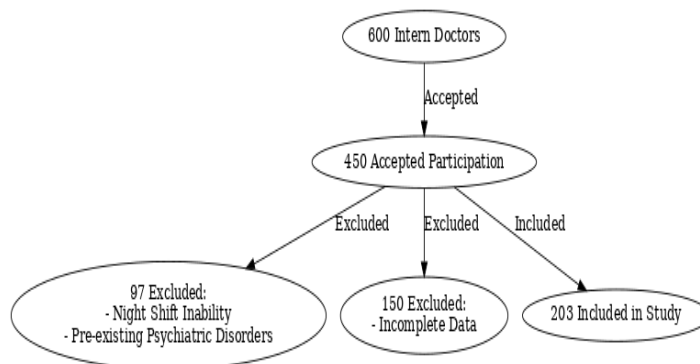 600 Intern Doctors
Accepted
450 Accepted Participation
Excluded
Excluded
Included
97 Excluded:
- Night Shift Inability
- Pre-existing Psychiatric Disorders
150 Excluded:
- Incomplete Data
203 Included in Study